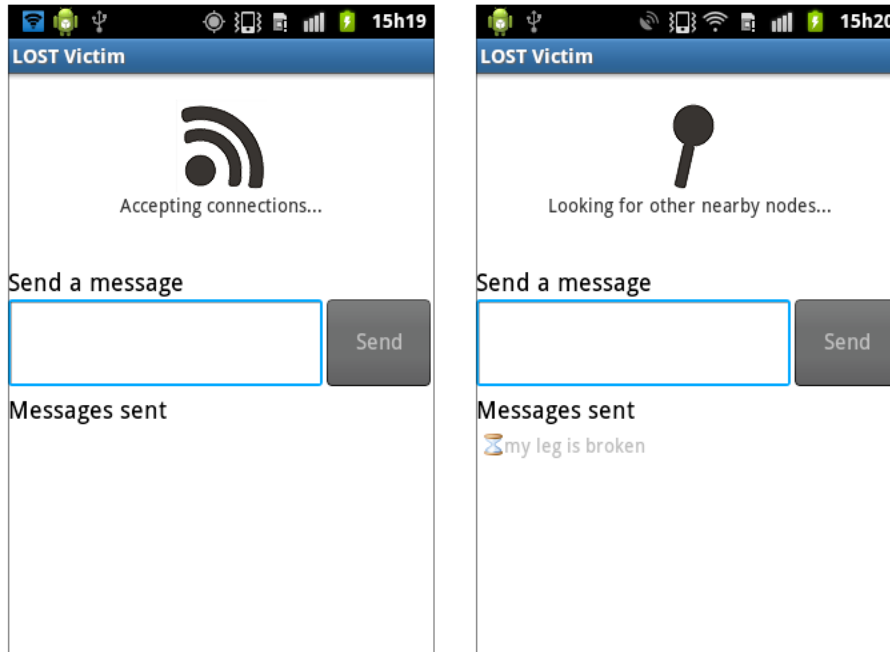 15h19
LOST Victim
Accepting connections...
Send a message
Send
Messages sent
15h20
LOST Victim
Looking for other nearby nodes...
Send a message
Send
Messages sent
my leg is broken